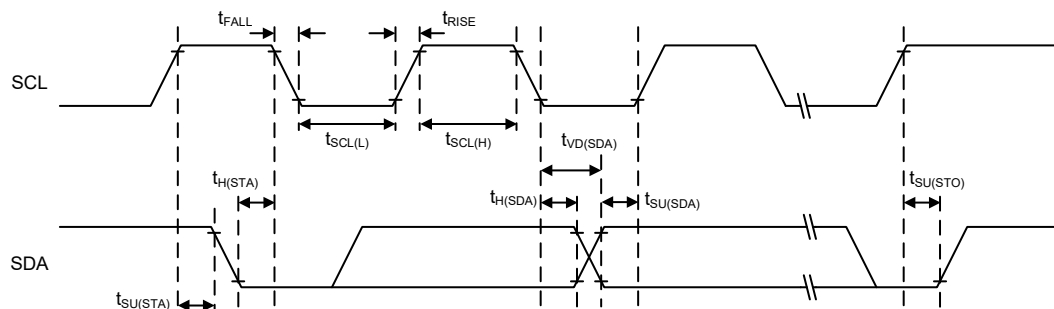 tFALL
tRISE
SCL
tSCL(L)
tSCL(H)
tVD(SDA)
tH(STA)
tH(SDA)
tSU(SDA)
tSU(STO)
SDA
tSU(STA)